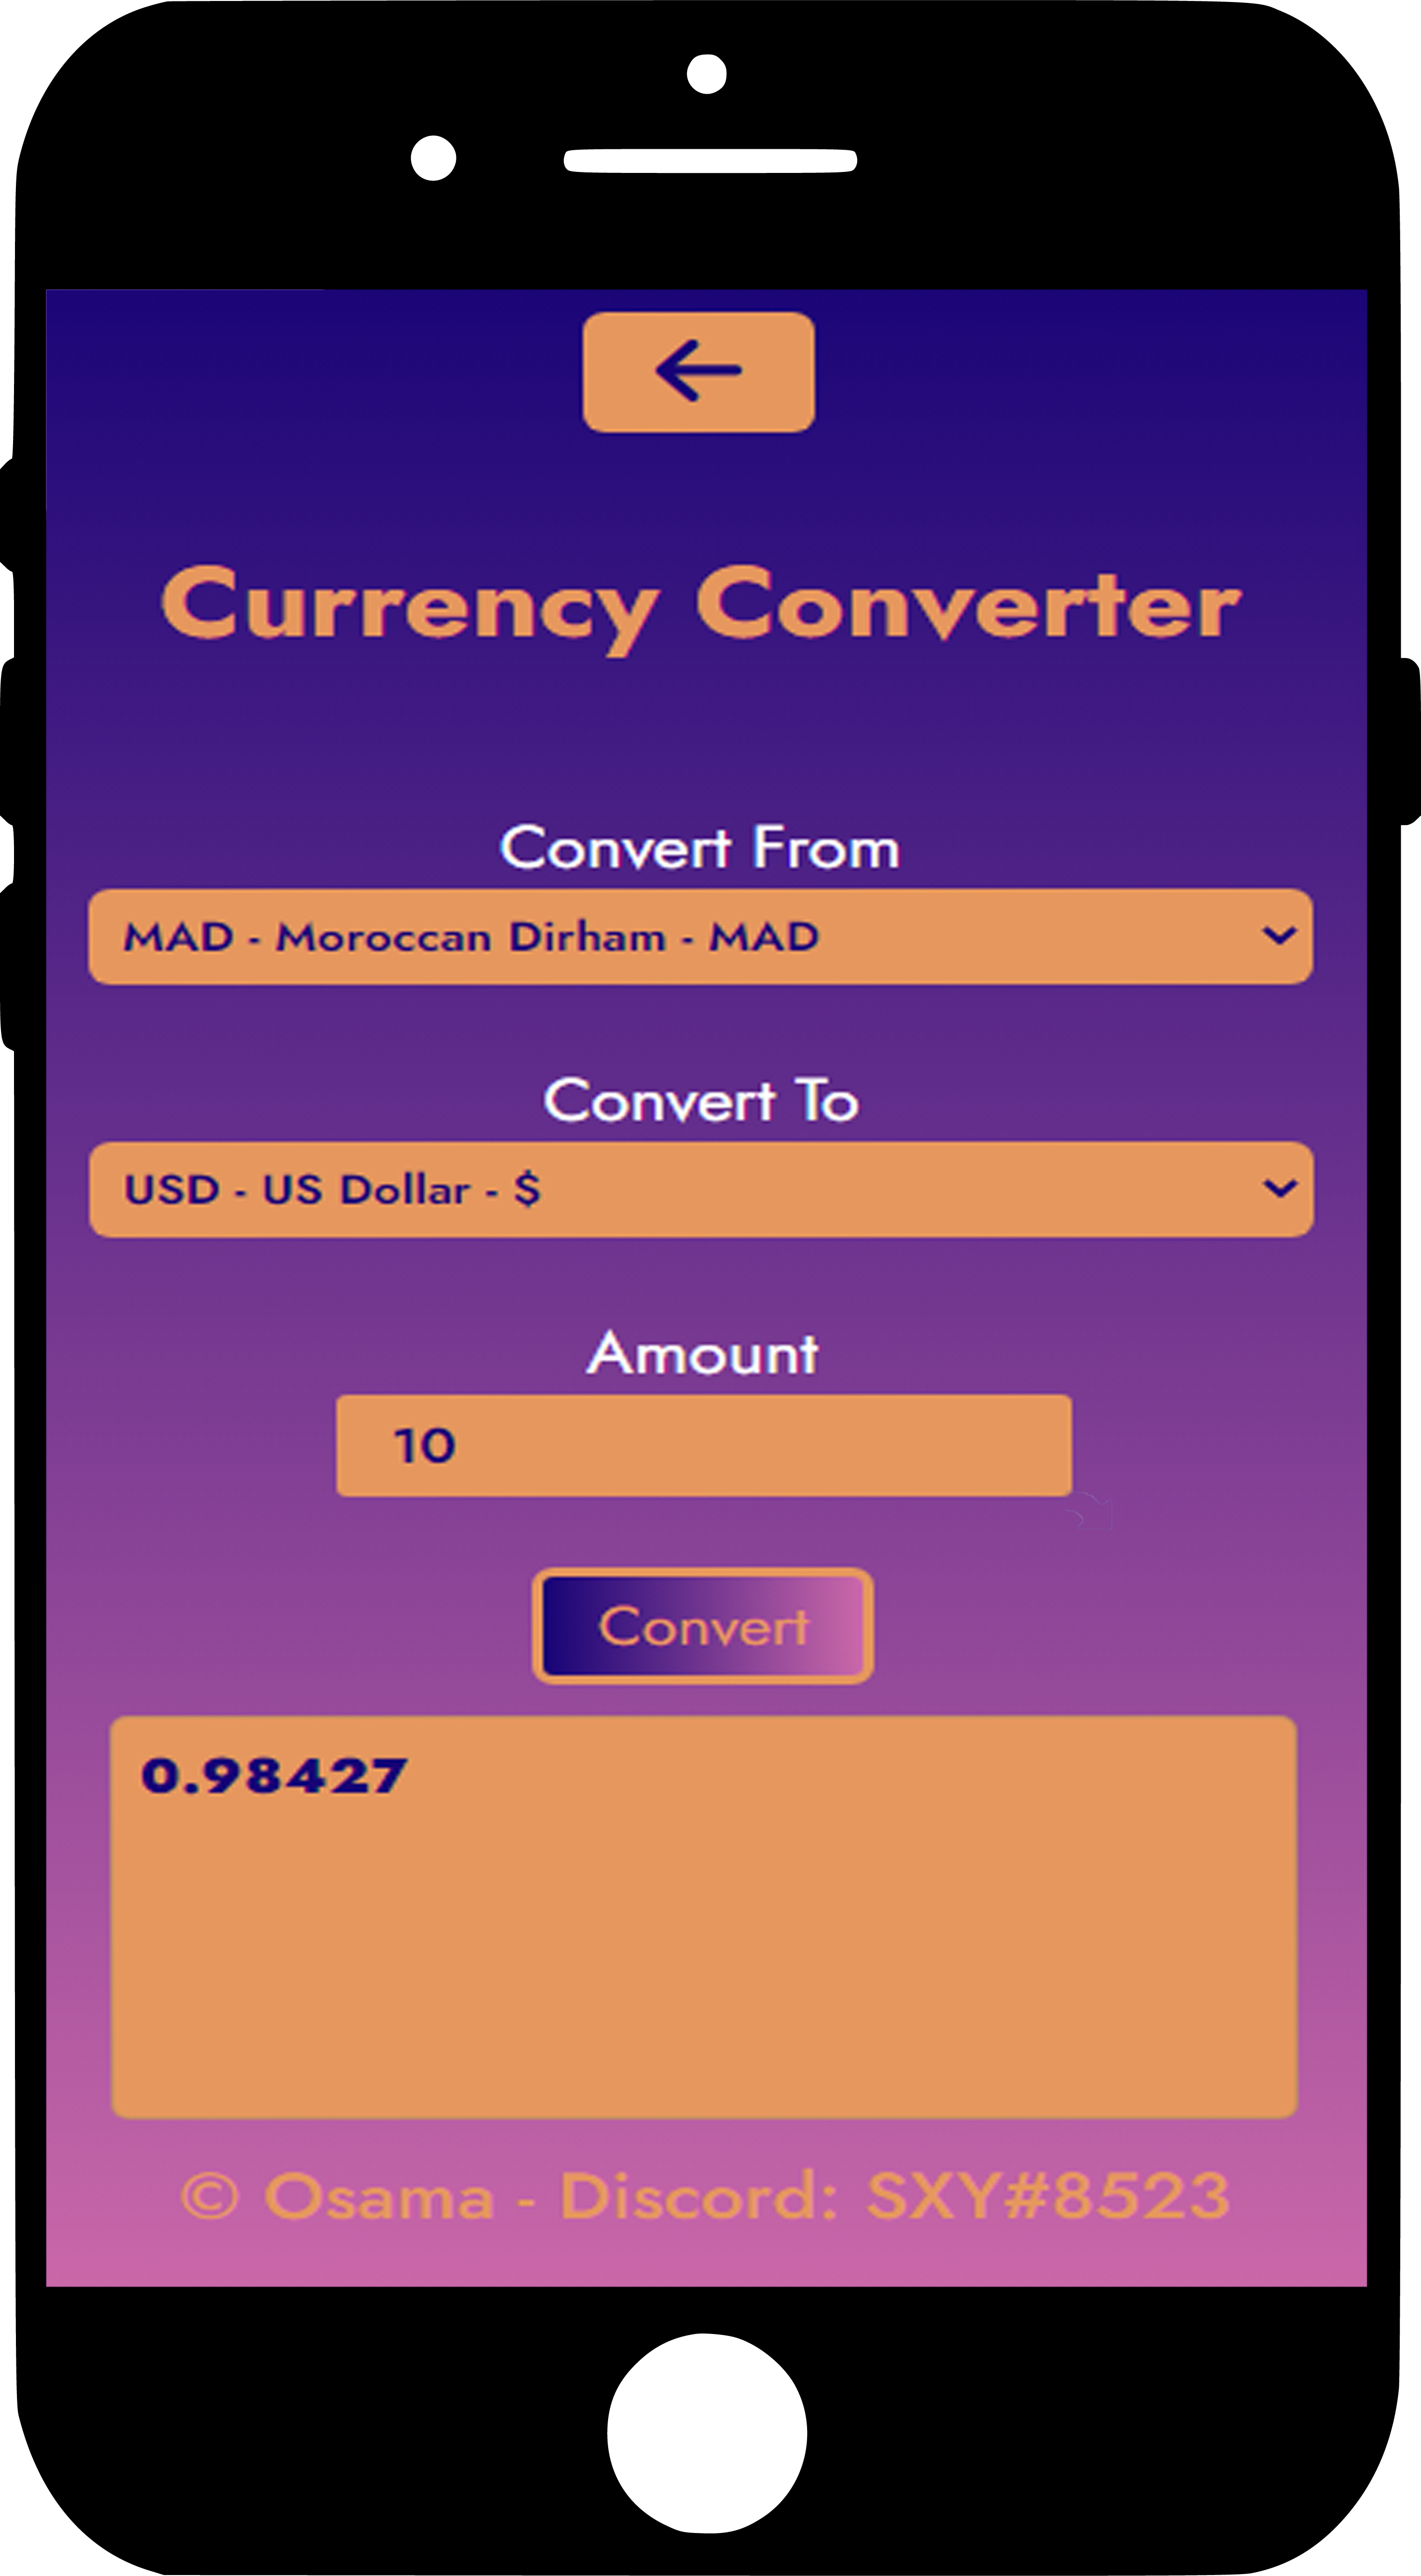 Currency Converter
Convert From
MAD - Moroccan Dirham - MAD
Convert To
USD - US Dollar - $
Amount
10
Convert
0.98427
© Osama - Discord: SXY#8523